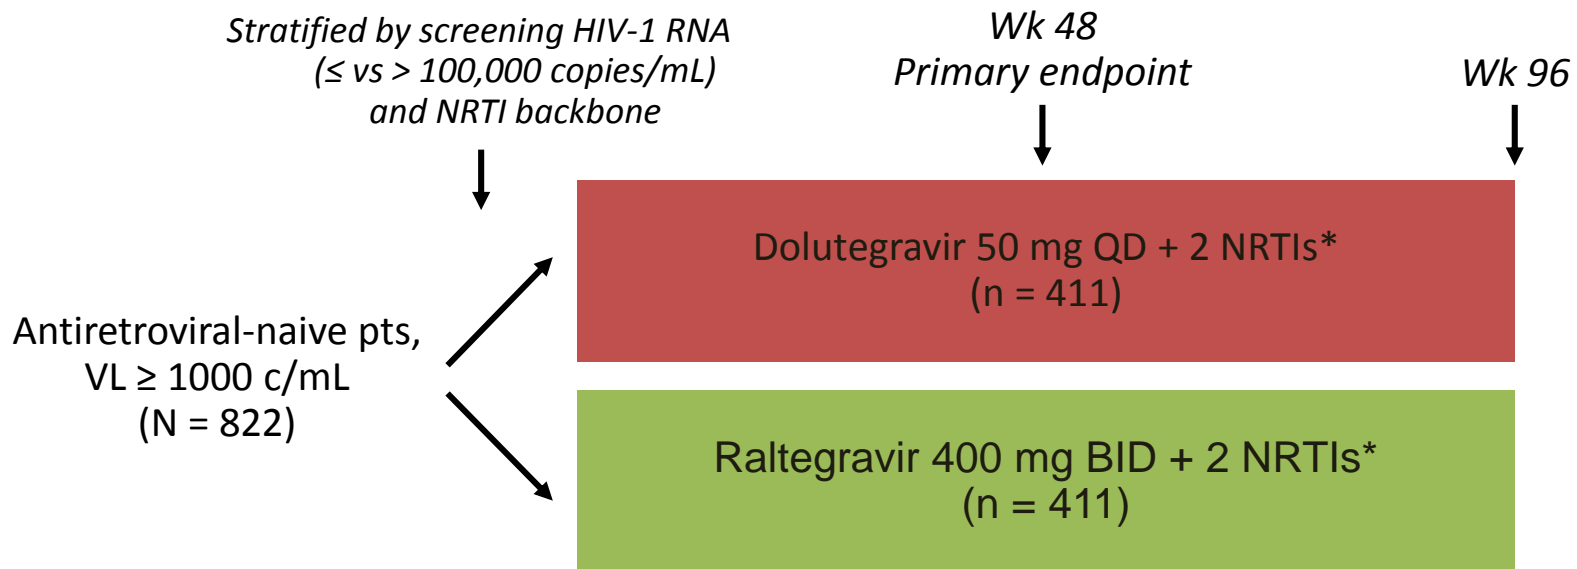 Stratified by screening HIV-1 RNA
(≤ vs > 100,000 copies/mL)
and NRTI backbone
Wk 48
Primary endpoint
Wk 96
Antiretroviral-naive pts,
VL ≥ 1000 c/mL
(N = 822)
Dolutegravir 50 mg QD + 2 NRTIs*
(n = 411)
Raltegravir 400 mg BID + 2 NRTIs*
(n = 411)